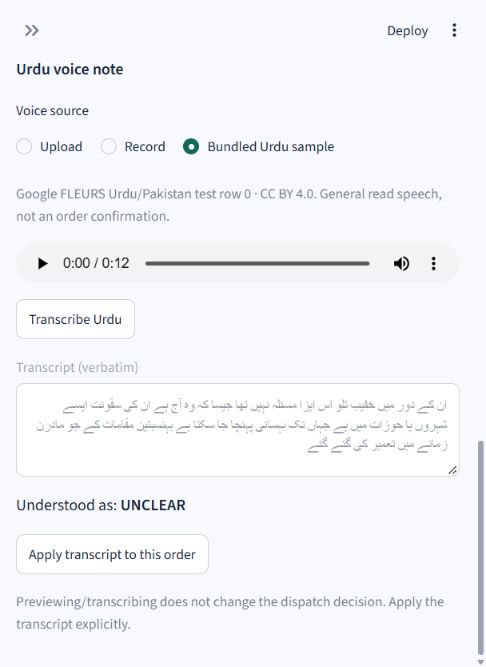 Deploy
Urdu voice note
Voice source
Upload
Record
Bundled Urdu sample
Google FLEURS Urdu/Pakistan test row 0 · CC BY 4.0. General read speech,
not an order confirmation.
0:00 / 0:12
Transcribe Urdu
Transcript (verbatim)
ان کے دور میں خفیب تلو اس ایزا مسئلہ نہیں تھا جیسا کہ وہ آج ہے ان کی سقونت ایسے
شہروں یا حوزات میں ہے جہاں تک بہسانی پہنچا جا سکتا ہے بہنسبتین مقامات کے جو مادرن
زمانے میں تعمیر کی گئے گئے
Understood as: UNCLEAR
Apply transcript to this order
Previewing/transcribing does not change the dispatch decision. Apply the
transcript explicitly.